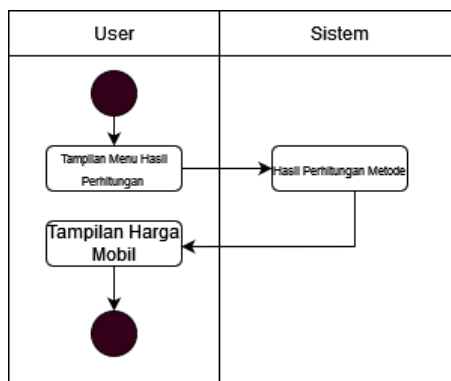 User
Sistem
Tampilan Menu Hasil
Perhitungan
Hasil Perhitungan Metode
Tampilan Harga
Mobil